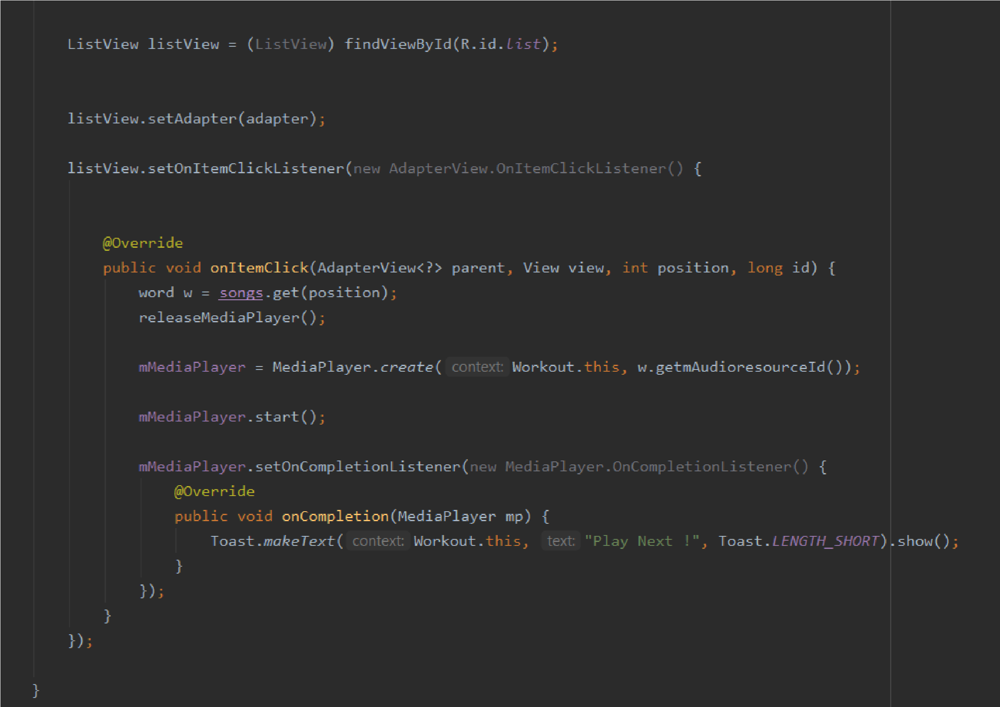 ListView listView = (ListView) findViewById(R.id.list);
listView.setAdapter(adapter);
listView.setOnItemClickListener(new AdapterView.OnItemClickListener() {
@Override
public void onItemClick(AdapterView<?> parent, View view, int position, long id) {
word w = songs.get(position);
releaseMediaPlayer();
mMediaPlayer = MediaPlayer.create( context: Workout.this, w.getmAudioresourceId());
mMediaPlayer.start();
mMediaPlayer.setOnCompletionListener(new MediaPlayer.OnCompletionListener() {
@Override
public void onCompletion(MediaPlayer mp) {
Toast.makeText( context: Workout.this, text: "Play Next !", Toast.LENGTH_SHORT).show();
}
});
}
});
}